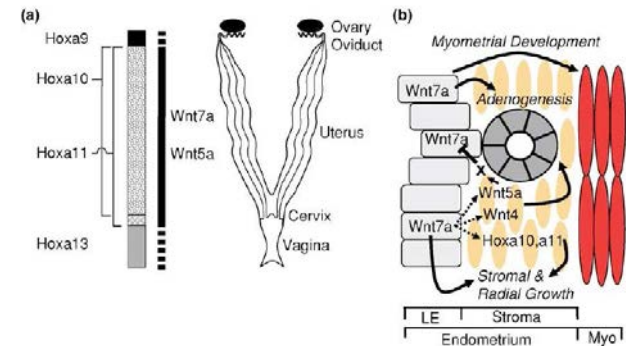 (a)
Hoxa9
Hoxa10
Hoxa11
Hoxa13
Wnt7a
Wnt5a
Ovary
Oviduct
Uterus
Cervix
Vagina
(b)
Myometrial Development
Wnt7a
Adenogenesis
Wnt7a
x
Wnt5a
Wnt4
Wnt7a
Hoxa10,a11
Stromal &
Radial Growth
LE
Stroma
Endometrium
Myo